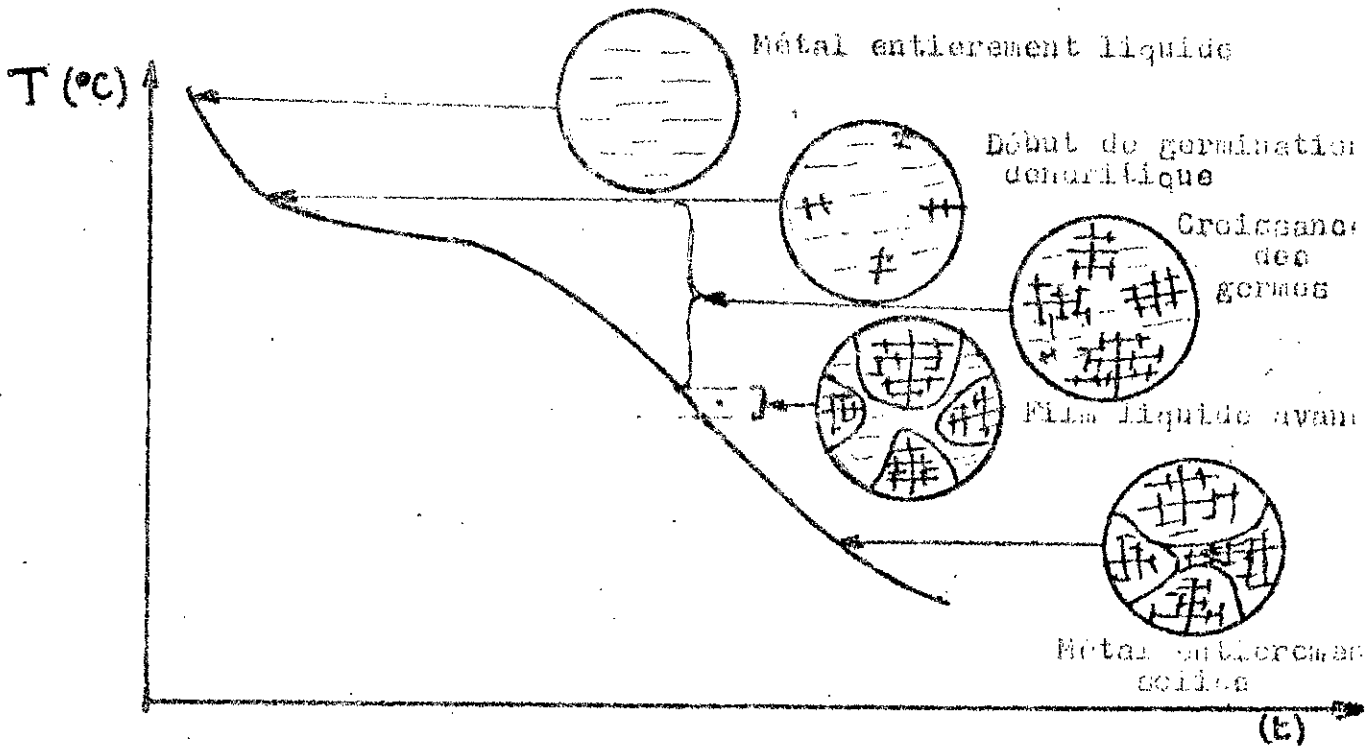 T (°C)
Métal entierement liquide
Début de germination
dendritique
Croissance
des
germes
Film liquide avant
Métal entierement
solide
(t)